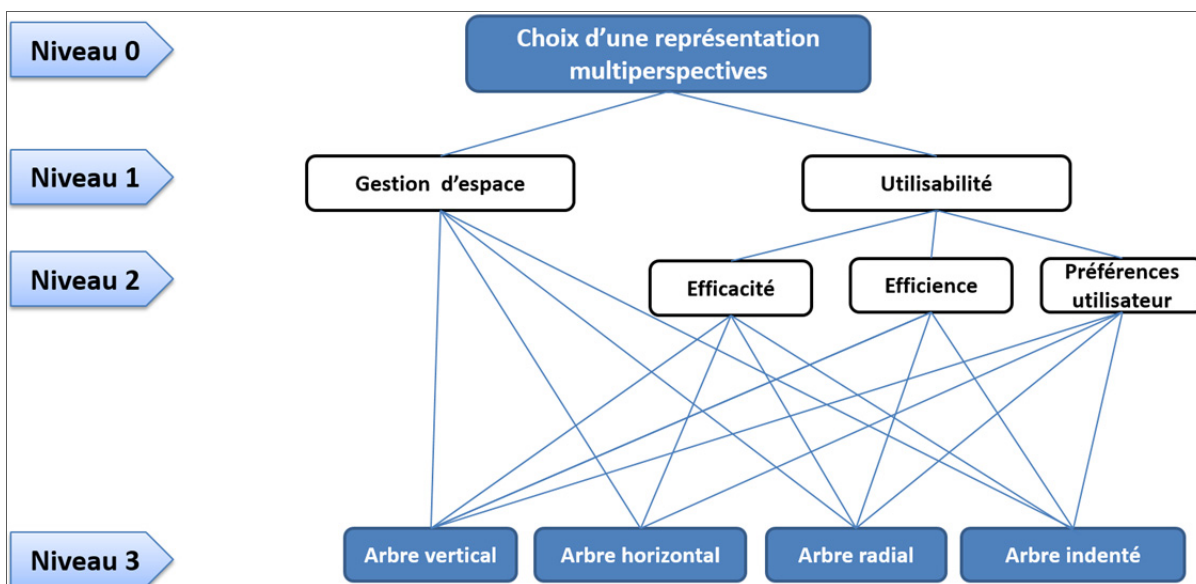 Niveau 0
Choix d'une représentation
multiperspectives
Niveau 1
Gestion d'espace
Utilisabilité
Niveau 2
Efficacité
Efficience
Préférences
utilisateur
Niveau 3
Arbre vertical
Arbre horizontal
Arbre radial
Arbre indenté